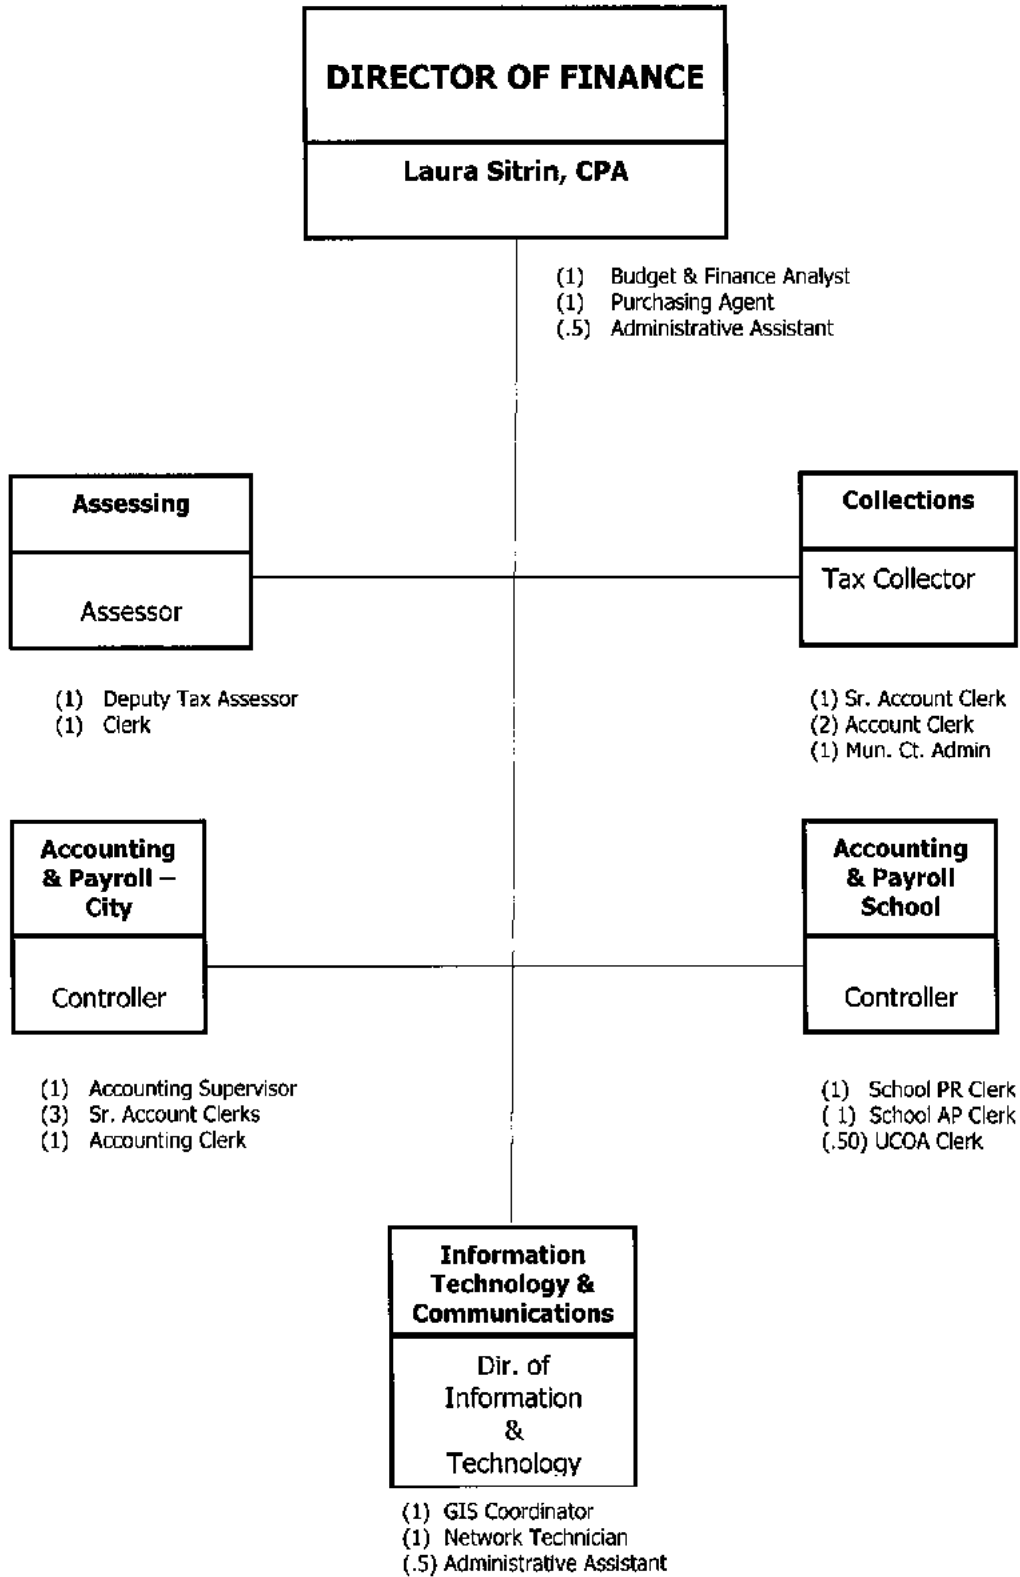 DIRECTOR OF FINANCE
Laura Sitrin, CPA
(1) Budget & Finance Analyst
(1) Purchasing Agent
(.5) Administrative Assistant
Assessing
Assessor
(1) Deputy Tax Assessor
(1) Clerk
Collections
Tax Collector
(1) Sr. Account Clerk
(2) Account Clerk
(1) Mun. Ct. Admin
Accounting
& Payroll –
City
Controller
(1) Accounting Supervisor
(3) Sr. Account Clerks
(1) Accounting Clerk
Accounting
& Payroll
School
Controller
(1) School PR Clerk
( 1) School AP Clerk
(.50) UCOA Clerk
Information
Technology &
Communications
Dir. of
Information
&
Technology
(1) GIS Coordinator
(1) Network Technician
(.5) Administrative Assistant